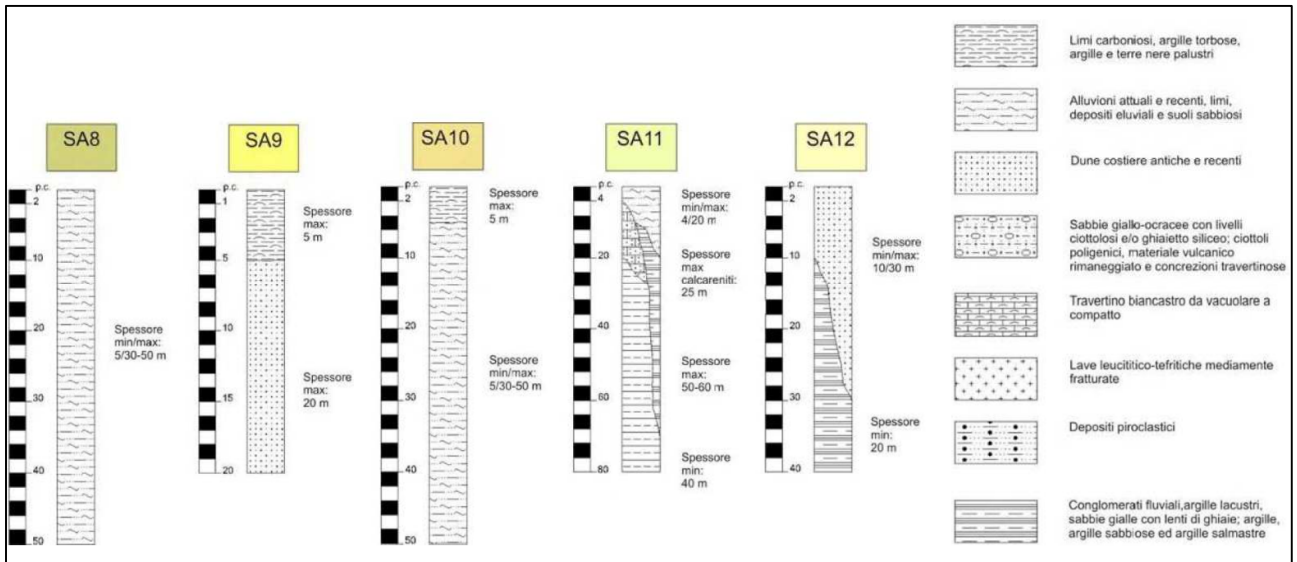 SA8
p.c.
2
10
20
30
40
50
Spessore
min/max:
5/30-50 m
SA9
p.c.
1
5
10
15
20
Spessore
max:
5 m
Spessore
max:
20 m
SA10
p.c.
2
10
20
30
40
50
Spessore
max:
5 m
Spessore
min/max:
5/30-50 m
SA11
p.c.
4
20
40
60
80
Spessore
min/max:
4/20 m
Spessore
max
calcareniti:
25 m
Spessore
max:
50-60 m
Spessore
min:
40 m
SA12
p.c.
2
10
20
30
40
Spessore
min/max:
10/30 m
Spessore
min:
20 m
Limi carboniosi, argille torbose,
argille e terre nere palustri
Alluvioni attuali e recenti, limi,
depositi eluviali e suoli sabbiosi
Dune costiere antiche e recenti
Sabbie giallo-ocracee con livelli
ciottolosi e/o ghiaietto siliceo; ciottoli
poligenici, materiale vulcanico
rimaneggiato e concrezioni travertinose
Travertino biancastro da vacuolare a
compatto
Lave leucititico-tefritiche mediamente
fratturate
Depositi piroclastici
Conglomerati fluviali,argille lacustri,
sabbie gialle con lenti di ghiaie; argille,
argille sabbiose ed argille salmastre